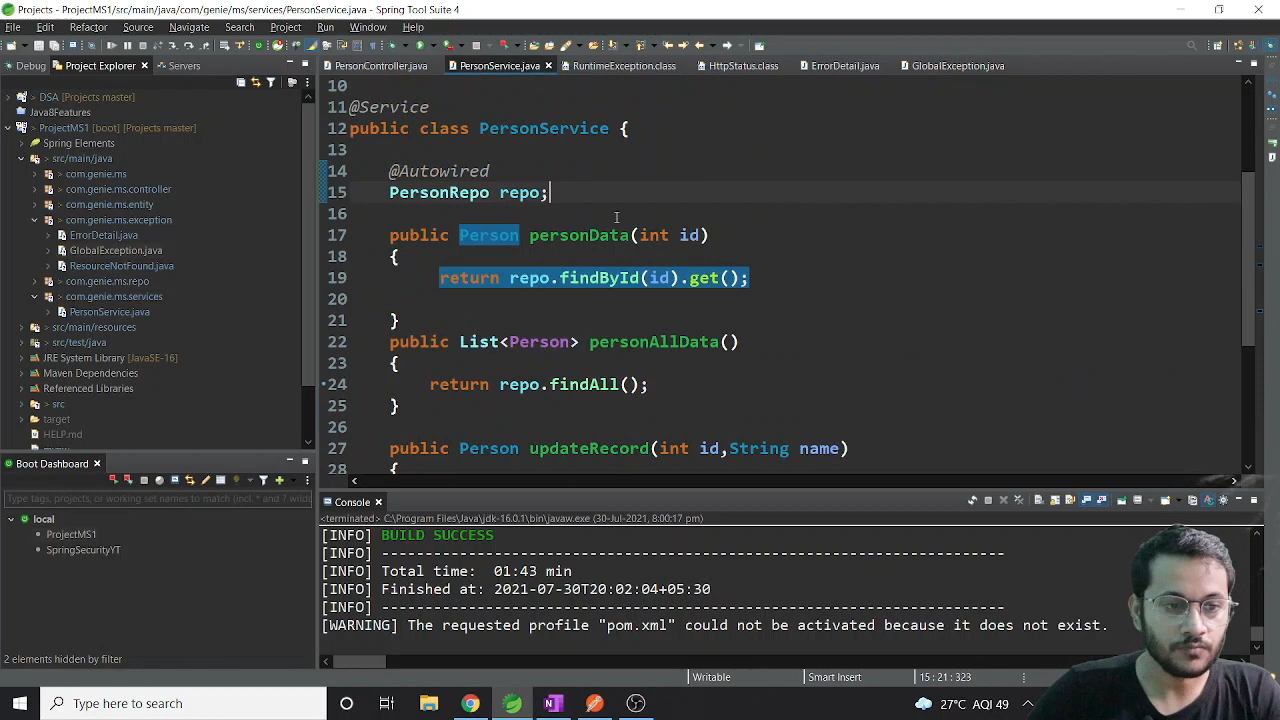 Projects - ProjectMS1/src/main/java/com/genie/ms/services/PersonService.java - Spring Tool Suite 4
File Edit Source Refactor Navigate Search Project Run Window Help
Debug Project Explorer Servers
DSA [Projects master]
Java8Features
ProjectMS1 [boot] [Projects master]
Spring Elements
src/main/java
com.genie.ms
com.genie.ms.controller
com.genie.ms.entity
com.genie.ms.exception
ErrorDetail.java
GlobalException.java
ResourceNotFound.java
com.genie.ms.repo
com.genie.ms.services
PersonService.java
src/main/resources
src/test/java
JRE System Library [JavaSE-16]
Maven Dependencies
Referenced Libraries
src
target
HELP.md
Boot Dashboard
Type tags, projects, or working set names to match (incl. * and ? wild
local
ProjectMS1
SpringSecurityYT
2 elements hidden by filter
PersonController.java PersonService.java RuntimeException.class HttpStatus.class ErrorDetail.java GlobalException.java
10
11 @Service
12 public class PersonService {
13
14 @Autowired
15 PersonRepo repo;
16
17 public Person personData(int id)
18 {
19 return repo.findById(id).get();
20
21 }
22 public List<Person> personAllData()
23 {
24 return repo.findAll();
25 }
26
27 public Person updateRecord(int id,String name)
28 {
Console
<terminated> C:\Program Files\Java\jdk-16.0.1\bin\javaw.exe (30-Jul-2021, 8:00:17 pm)
[INFO] BUILD SUCCESS
[INFO] ------------------------------------------------------------------------
[INFO] Total time: 01:43 min
[INFO] Finished at: 2021-07-30T20:02:04+05:30
[INFO] ------------------------------------------------------------------------
[WARNING] The requested profile "pom.xml" could not be activated because it does not exist.
Writable Smart Insert 15 : 21 : 323
Type here to search
27°C AQI 49